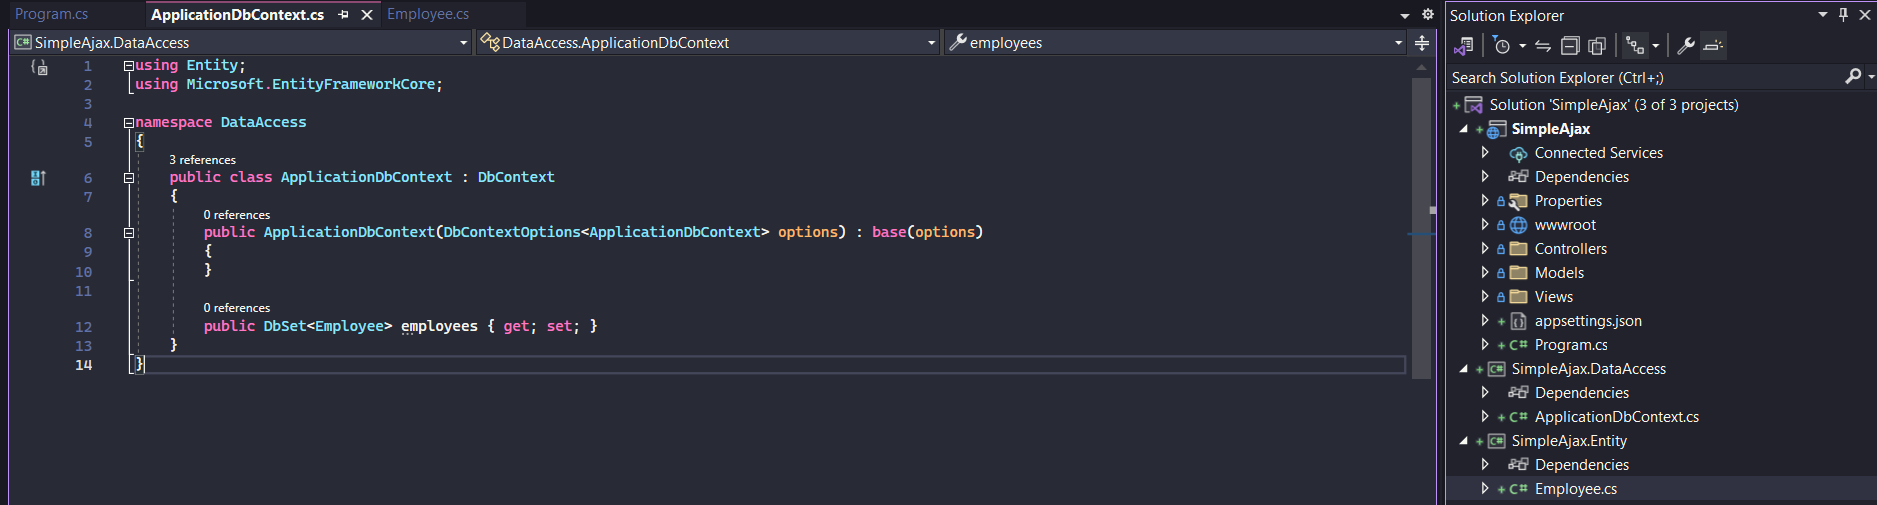 Program.cs
ApplicationDbContext.cs
Employee.cs
SimpleAjax.DataAccess
DataAccess.ApplicationDbContext
employees
1 using Entity;
2 using Microsoft.EntityFrameworkCore;
3
4 namespace DataAccess
5 {
3 references
6 public class ApplicationDbContext : DbContext
7 {
0 references
8 public ApplicationDbContext(DbContextOptions<ApplicationDbContext> options) : base(options)
9 {
10 }
11
0 references
12 public DbSet<Employee> employees { get; set; }
13 }
14 }
Solution Explorer
Search Solution Explorer (Ctrl+;)
Solution 'SimpleAjax' (3 of 3 projects)
SimpleAjax
Connected Services
Dependencies
Properties
wwwroot
Controllers
Models
Views
appsettings.json
C# Program.cs
C# SimpleAjax.DataAccess
Dependencies
C# ApplicationDbContext.cs
C# SimpleAjax.Entity
Dependencies
C# Employee.cs